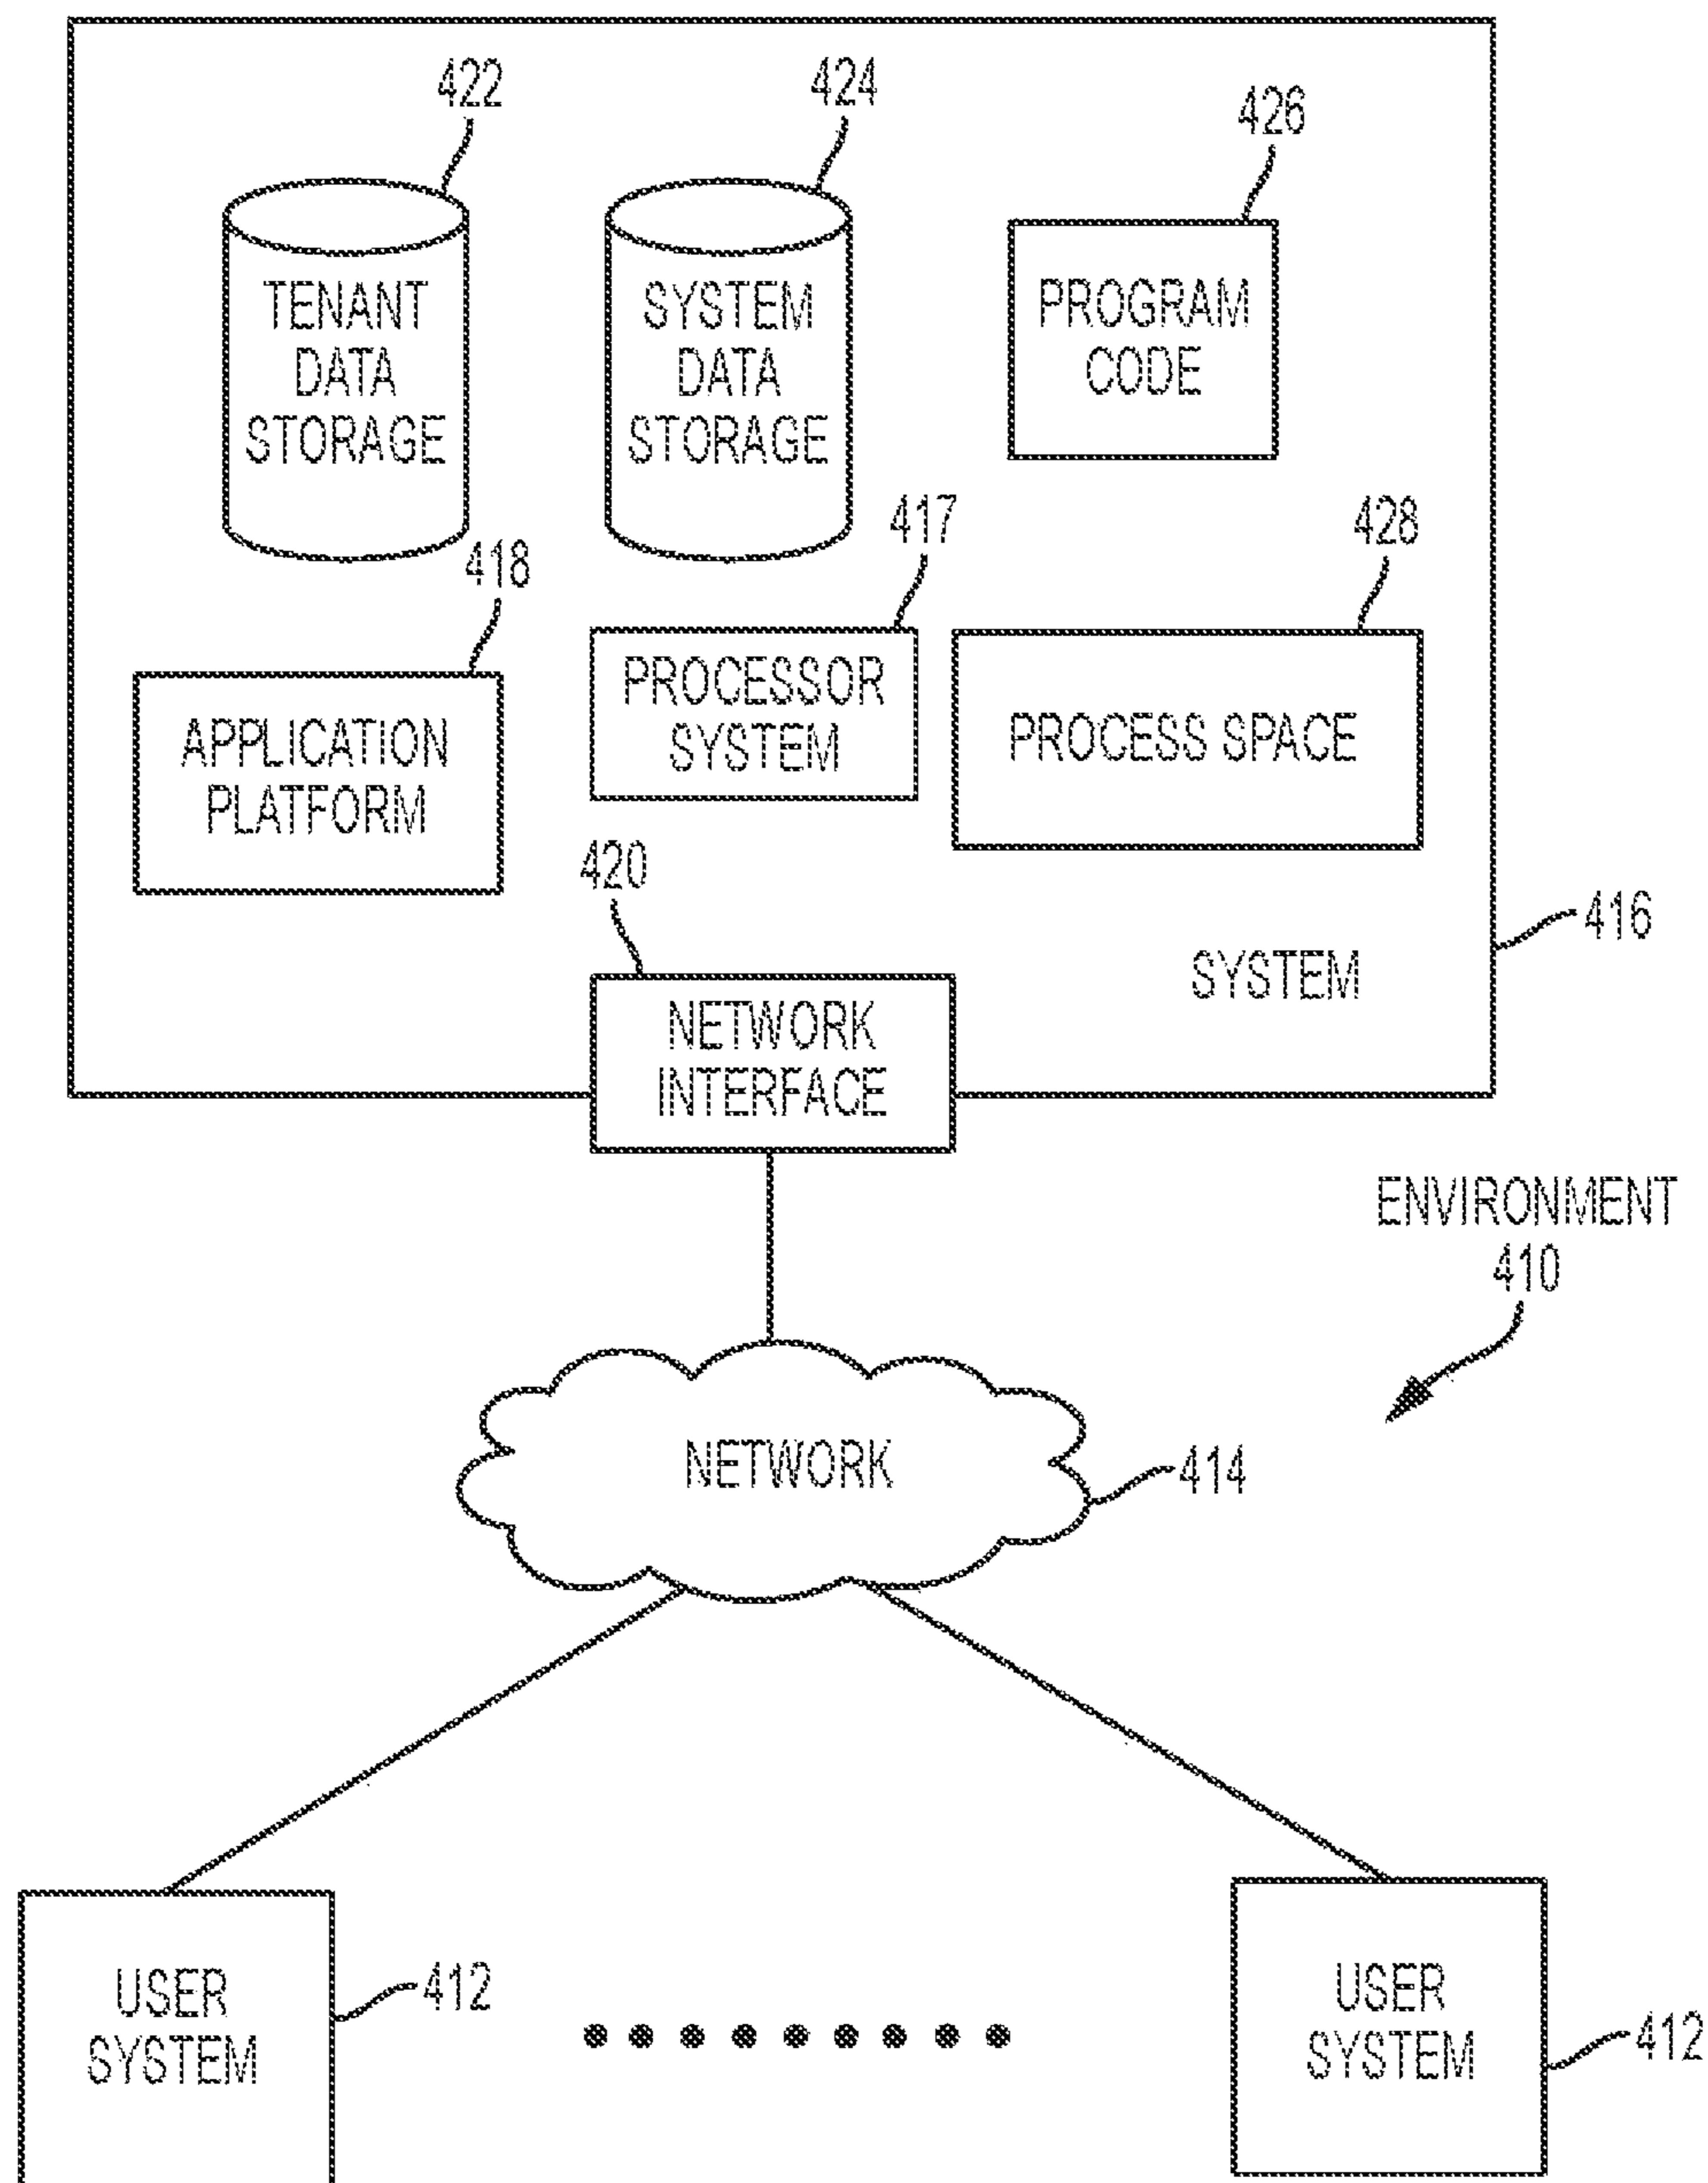 422
424
426
TENANT
DATA
STORAGE
SYSTEM
DATA
STORAGE
PROGRAM
CODE
418
417
428
APPLICATION
PLATFORM
PROCESSOR
SYSTEM
PROCESS SPACE
420
416
SYSTEM
NETWORK
INTERFACE
ENVIRONMENT
410
NETWORK
414
USER
SYSTEM
412
USER
SYSTEM
412